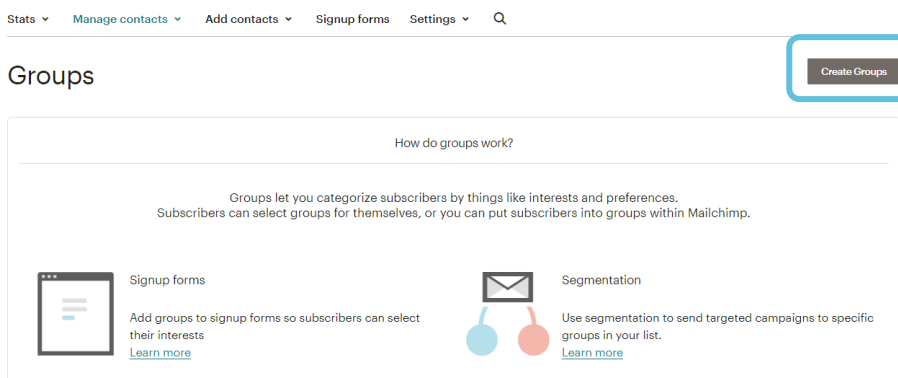 Stats Manage contacts Add contacts Signup forms Settings
Groups
Create Groups
How do groups work?
Groups let you categorize subscribers by things like interests and preferences.
Subscribers can select groups for themselves, or you can put subscribers into groups within Mailchimp.
Signup forms
Add groups to signup forms so subscribers can select
their interests
Learn more
Segmentation
Use segmentation to send targeted campaigns to specific
groups in your list.
Learn more